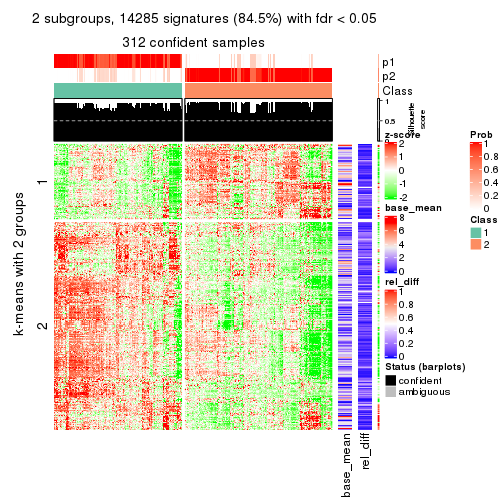 2 subgroups, 14285 signatures (84.5%) with fdr < 0.05
312 confident samples
p1
p2
Class
1
0.5
0
Silhouette
score
k-means with 2 groups
1
2
base_mean
rel_diff
z-score
2
1
0
-1
-2
base_mean
8
6
4
2
0
rel_diff
1
0.8
0.6
0.4
0.2
0
Status (barplots)
confident
ambiguous
Prob
1
0.8
0.6
0.4
0.2
0
Class
1
2